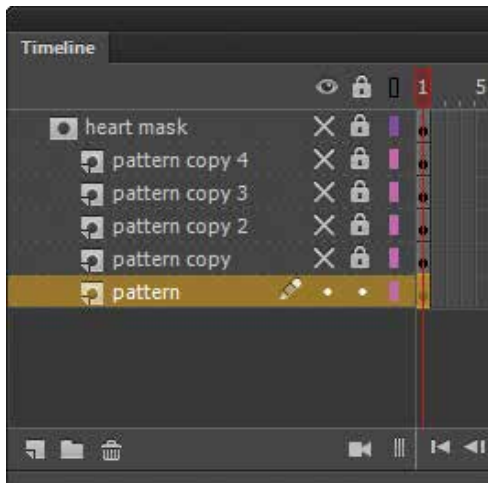 Timeline
1 5
heart mask
pattern copy 4
pattern copy 3
pattern copy 2
pattern copy
pattern